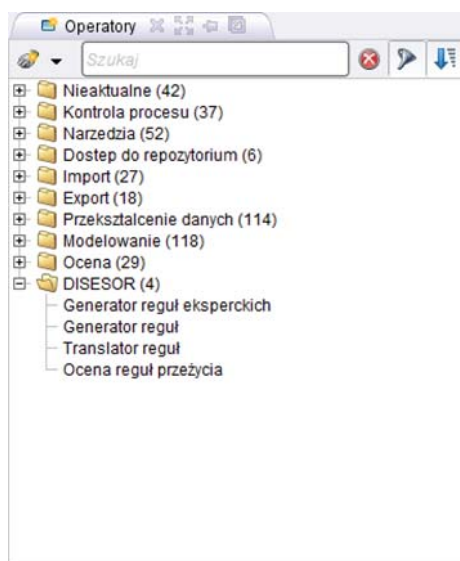 Operatory
Szukaj
Nieaktualne (42)
Kontrola procesu (37)
Narzedzia (52)
Dostep do repozytorium (6)
Import (27)
Export (18)
Przeksztalcenie danych (114)
Modelowanie (118)
Ocena (29)
DISESOR (4)
Generator reguł eksperckich
Generator reguł
Translator reguł
Ocena reguł przeżycia